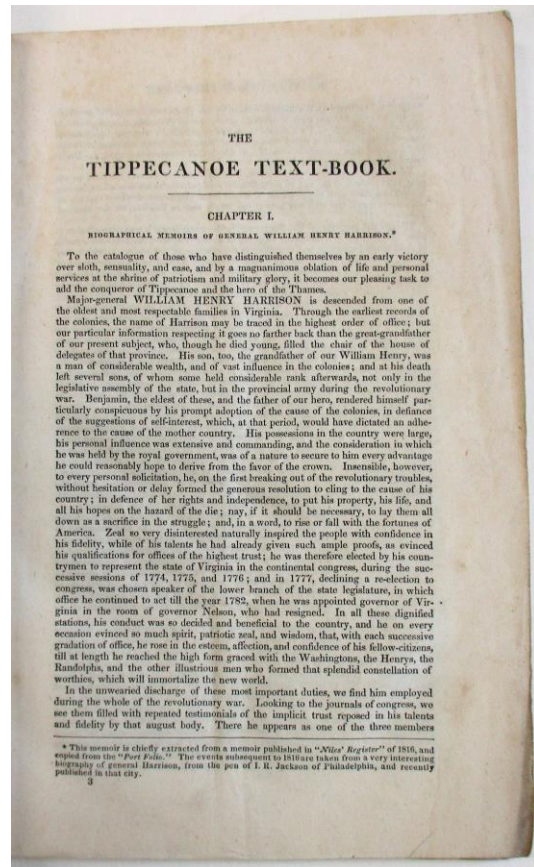 THE
TIPPECANOE TEXT-BOOK.
CHAPTER I.
BIOGRAPHICAL MEMOIRS OF GENERAL WILLIAM HENRY HARRISON.*
To the catalogue of those who have distinguished themselves by an early victory
over sloth, sensuality, and ease, and by a magnanimous oblation of life and personal
services at the shrine of patriotism and military glory, it becomes our pleasing task to
add the conqueror of Tippecanoe and the hero of the Thames.
Major-general WILLIAM HENRY HARRISON is descended from one of
the oldest and most respectable families in Virginia. Through the earliest records of
the colonies, the name of Harrison may be traced in the highest order of office; but
our particular information respecting it goes no farther back than the great-grandfather
of our present subject, who, though he died young, filled the chair of the house of
delegates of that province. His son, too, the grandfather of our William Henry, was
a man of considerable wealth, and of vast influence in the colonies; and at his death
left several sons, of whom some held considerable rank afterwards, not only in the
legislative assembly of the state, but in the provincial army during the revolutionary
war. Benjamin, the eldest of these, and the father of our hero, rendered himself par-
ticularly conspicuous by his prompt adoption of the cause of the colonies, in defiance
of the suggestions of self-interest, which, at that period, would have dictated an adhe-
rence to the cause of the mother country. His possessions in the country were large,
his personal influence was extensive and commanding, and the consideration in which
he was held by the royal government, was of a nature to secure to him every advantage
he could reasonably hope to derive from the favor of the crown. Insensible, however,
to every personal solicitation, he, on the first breaking out of the revolutionary troubles,
without hesitation or delay formed the generous resolution to cling to the cause of his
country; in defence of her rights and independence, to put his property, his life, and
all his hopes on the hazard of the die; nay, if it should be necessary, to lay them all
down as a sacrifice in the struggle; and, in a word, to rise or fall with the fortunes of
America. Zeal so very disinterested naturally inspired the people with confidence in
his fidelity, while of his talents he had already given such ample proofs, as evinced
his qualifications for offices of the highest trust; he was therefore elected by his coun-
trymen to represent the state of Virginia in the continental congress, during the suc-
cessive sessions of 1774, 1775, and 1776; and in 1777, declining a re-election to
congress, was chosen speaker of the lower branch of the state legislature, in which
office he continued to act till the year 1782, when he was appointed governor of Vir-
ginia in the room of governor Nelson, who had resigned. In all these dignified
stations, his conduct was so decided and beneficial to the country, and he on every
occasion evinced so much spirit, patriotic zeal, and wisdom, that, with each successive
gradation of office, he rose in the esteem, affection, and confidence of his fellow-citizens,
till at length he reached the high form graced with the Washingtons, the Henrys, the
Randolphs, and the other illustrious men who formed that splendid constellation of
worthies, which will immortalize the new world.
In the unwearied discharge of these most important duties, we find him employed
during the whole of the revolutionary war. Looking to the journals of congress, we
see them filled with repeated testimonials of the implicit trust reposed in his talents
and fidelity by that august body. There he appears as one of the three members
* This memoir is chiefly extracted from a memoir published in "Niles' Register" of 1816, and
copied from the "Port Folio." The events subsequent to 1816 are taken from a very interesting
biography of general Harrison, from the pen of I. R. Jackson of Philadelphia, and recently
published in that city.
3